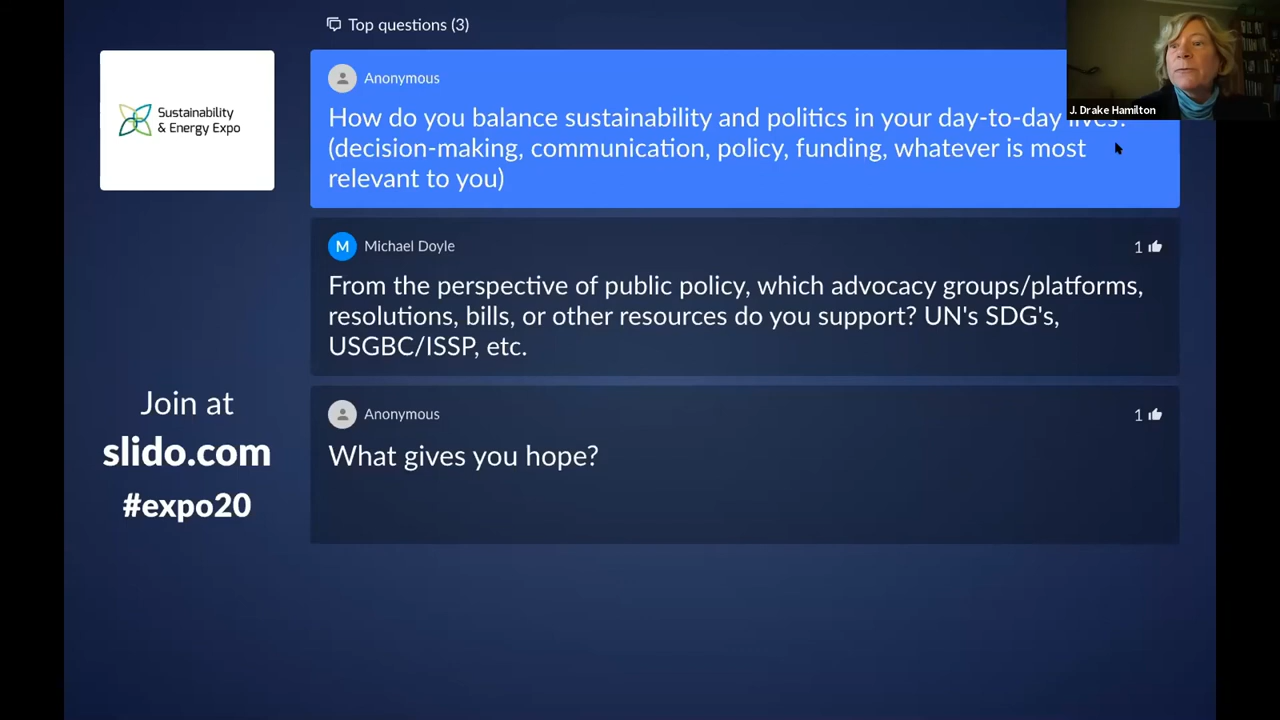 Top questions (3)
Sustainability
& Energy Expo
Anonymous
J. Drake Hamilton
How do you balance sustainability and politics in your day-to-day lives?
(decision-making, communication, policy, funding, whatever is most
relevant to you)
M Michael Doyle
1
From the perspective of public policy, which advocacy groups/platforms,
resolutions, bills, or other resources do you support? UN's SDG's,
USGBC/ISSP, etc.
Anonymous
1
What gives you hope?
Join at
slido.com
#expo20